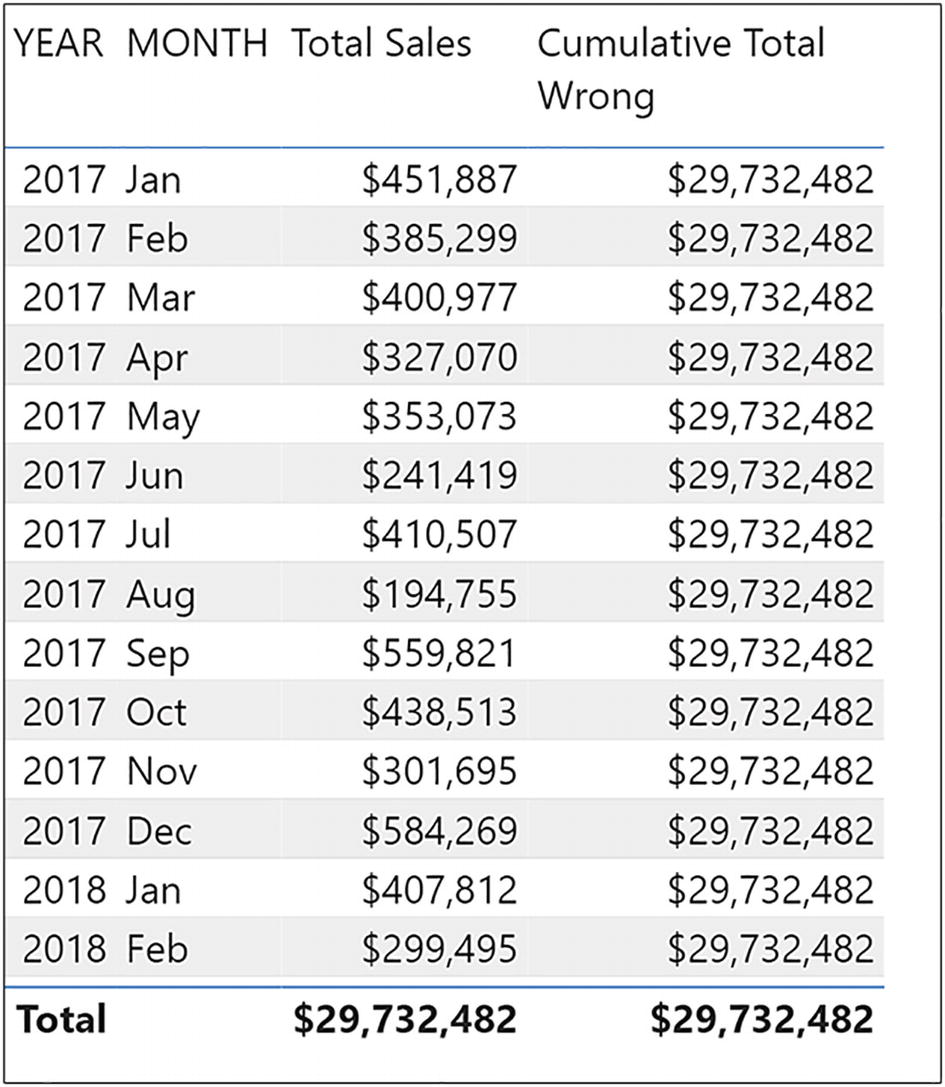 YEAR MONTH Total Sales Cumulative Total
Wrong
2017 Jan $451,887 $29,732,482
2017 Feb $385,299 $29,732,482
2017 Mar $400,977 $29,732,482
2017 Apr $327,070 $29,732,482
2017 May $353,073 $29,732,482
2017 Jun $241,419 $29,732,482
2017 Jul $410,507 $29,732,482
2017 Aug $194,755 $29,732,482
2017 Sep $559,821 $29,732,482
2017 Oct $438,513 $29,732,482
2017 Nov $301,695 $29,732,482
2017 Dec $584,269 $29,732,482
2018 Jan $407,812 $29,732,482
2018 Feb $299,495 $29,732,482
Total $29,732,482 $29,732,482